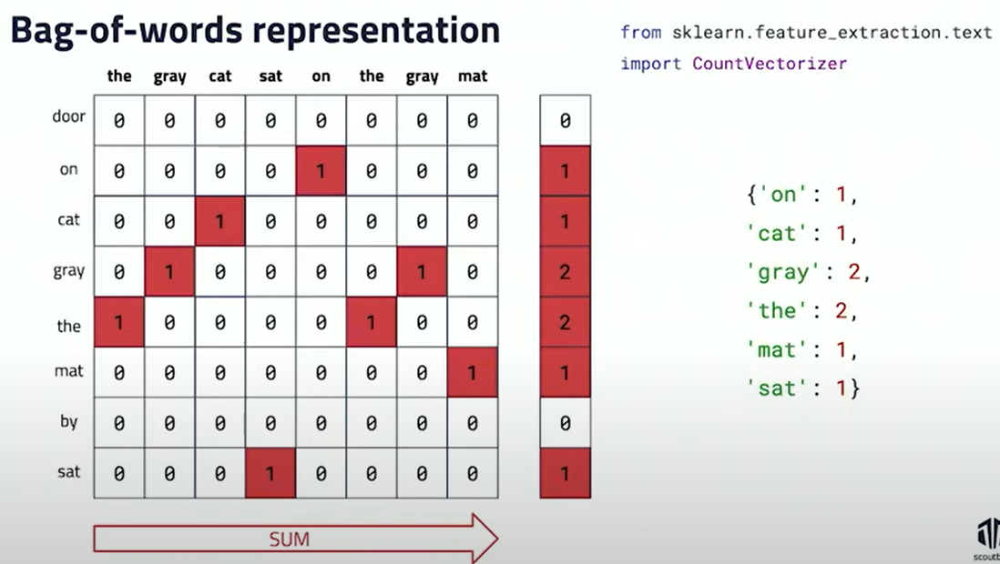 Bag-of-words representation
from sklearn.feature_extraction.text
import CountVectorizer
the gray cat sat on the gray mat
door 0 0 0 0 0 0 0 0 0
on 0 0 0 0 1 0 0 0 1
cat 0 0 1 0 0 0 0 0 1
gray 0 1 0 0 0 0 1 0 2
the 1 0 0 0 0 1 0 0 2
mat 0 0 0 0 0 0 0 1 1
by 0 0 0 0 0 0 0 0 0
sat 0 0 0 1 0 0 0 0 1
{'on': 1,
'cat': 1,
'gray': 2,
'the': 2,
'mat': 1,
'sat': 1}
SUM